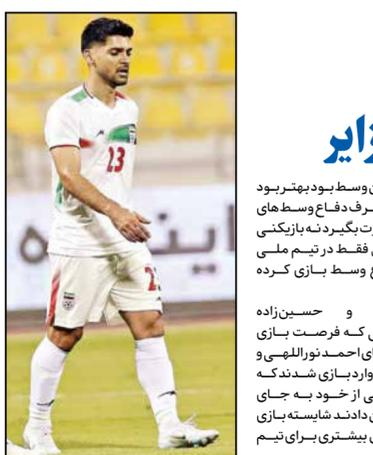 زایر
ن وسط بود بهتر بود
رف دفاع وسط‌های
رت بگیرد نه بازیکنی
فقط در تیم ملی
ع وسط بازی کرده
و حسین‌زاده
ی که فرصت بازی
ای احمد نوراللهی و
وارد بازی شدند که
ی از خود به جای
ن دادند شایسته بازی
ن بیشتری برای تیم
23